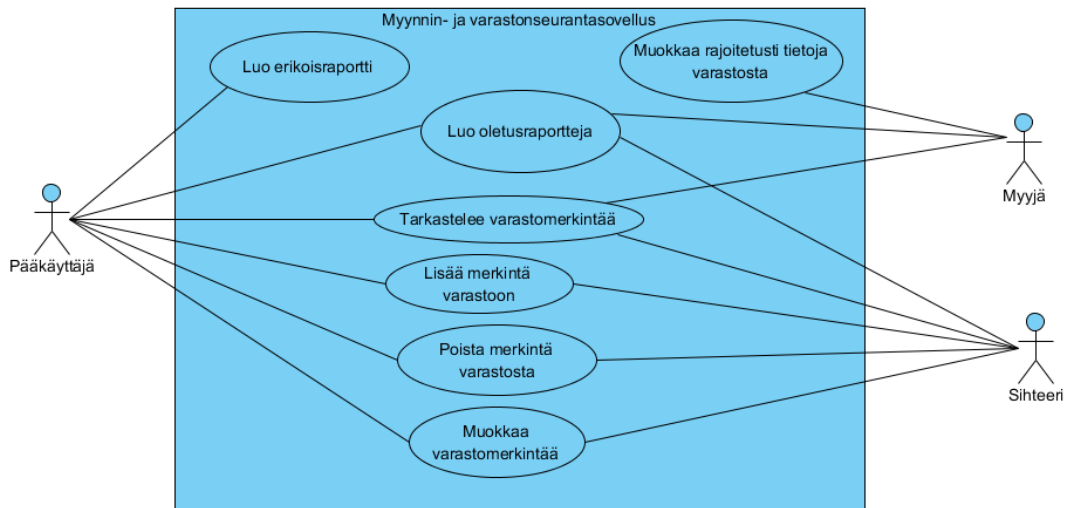 Myynnin- ja varastonseurantasovellus
Luo erikoisraportti
Muokkaa rajoitetusti tietoja
varastosta
Luo oletusraportteja
Myyjä
Tarkastelee varastomerkintää
Pääkäyttäjä
Lisää merkintä
varastoon
Poista merkintä
varastosta
Sihteeri
Muokkaa
varastomerkintää